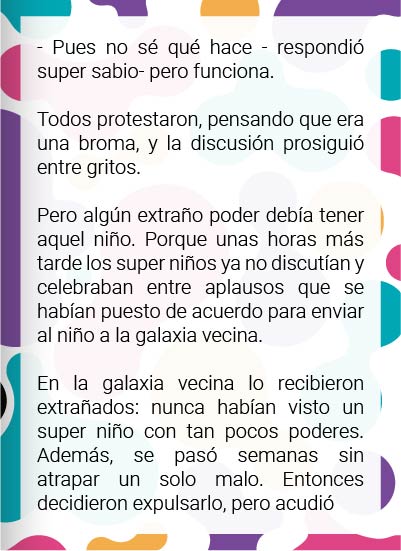 - Pues no sé qué hace - respondió
super sabio- pero funciona.
Todos protestaron, pensando que era
una broma, y la discusión prosiguió
entre gritos.
Pero algún extraño poder debía tener
aquel niño. Porque unas horas más
tarde los super niños ya no discutían y
celebraban entre aplausos que se
habían puesto de acuerdo para enviar
al niño a la galaxia vecina.
En la galaxia vecina lo recibieron
extrañados: nunca habían visto un
super niño con tan pocos poderes.
Además, se pasó semanas sin
atrapar un solo malo. Entonces
decidieron expulsarlo, pero acudió